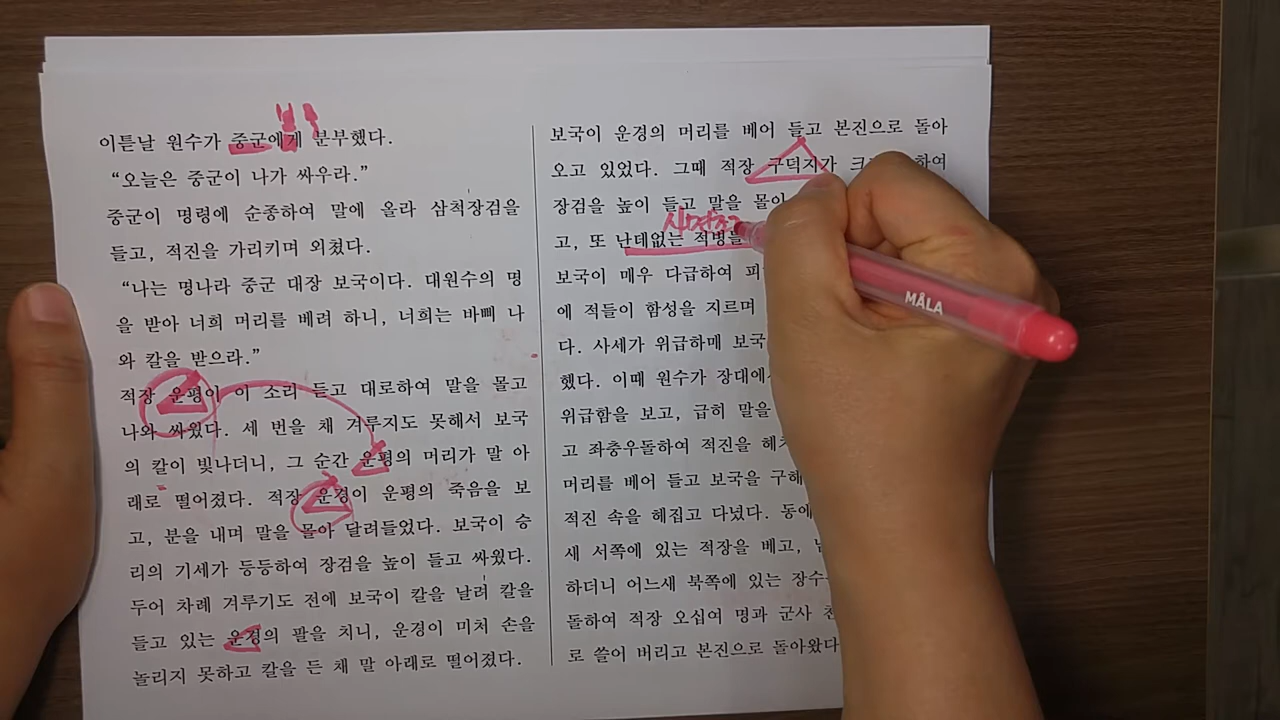 이튿날 원수가 중군에게 분부했다.
“오늘은 중군이 나가 싸우라.”
중군이 명령에 순종하여 말에 올라 삼척장검을
들고, 적진을 가리키며 외쳤다.
“나는 명나라 중군 대장 보국이다. 대원수의 명
을 받아 너희 머리를 베려 하니, 너희는 바삐 나
와 칼을 받으라.”
적장 운평이 이 소리 듣고 대로하여 말을 몰고
나와 싸웠다. 세 번을 채 겨루지도 못해서 보국
의 칼이 빛나더니, 그 순간 운평의 머리가 말 아
래로 떨어졌다. 적장 운경이 운평의 죽음을 보
고, 분을 내며 말을 몰아 달려들었다. 보국이 승
리의 기세가 등등하여 장검을 높이 들고 싸웠다.
두어 차례 겨루기도 전에 보국이 칼을 날려 칼을
들고 있는 운경의 팔을 치니, 운경이 미처 손을
놀리지 못하고 칼을 든 채 말 아래로 떨어졌다.
보국이 운경의 머리를 베어 들고 본진으로 돌아
오고 있었다. 그때 적장 구덕지가 하여
장검을 높이 들고 말을 몰아
고, 또 난데없는 적병들
보국이 매우 다급하여
에 적들이 함성을 지르며
다. 사세가 위급하매 보국
했다. 이때 원수가 장대에서
위급함을 보고, 급히 말을
고 좌충우돌하여 적진을 헤치
머리를 베어 들고 보국을 구해
적진 속을 헤집고 다녔다. 동에
새 서쪽에 있는 적장을 베고,
하더니 어느새 북쪽에 있는 장수
돌하여 적장 오십여 명과 군사
로 쓸어 버리고 본진으로 돌아왔다
MÅLA